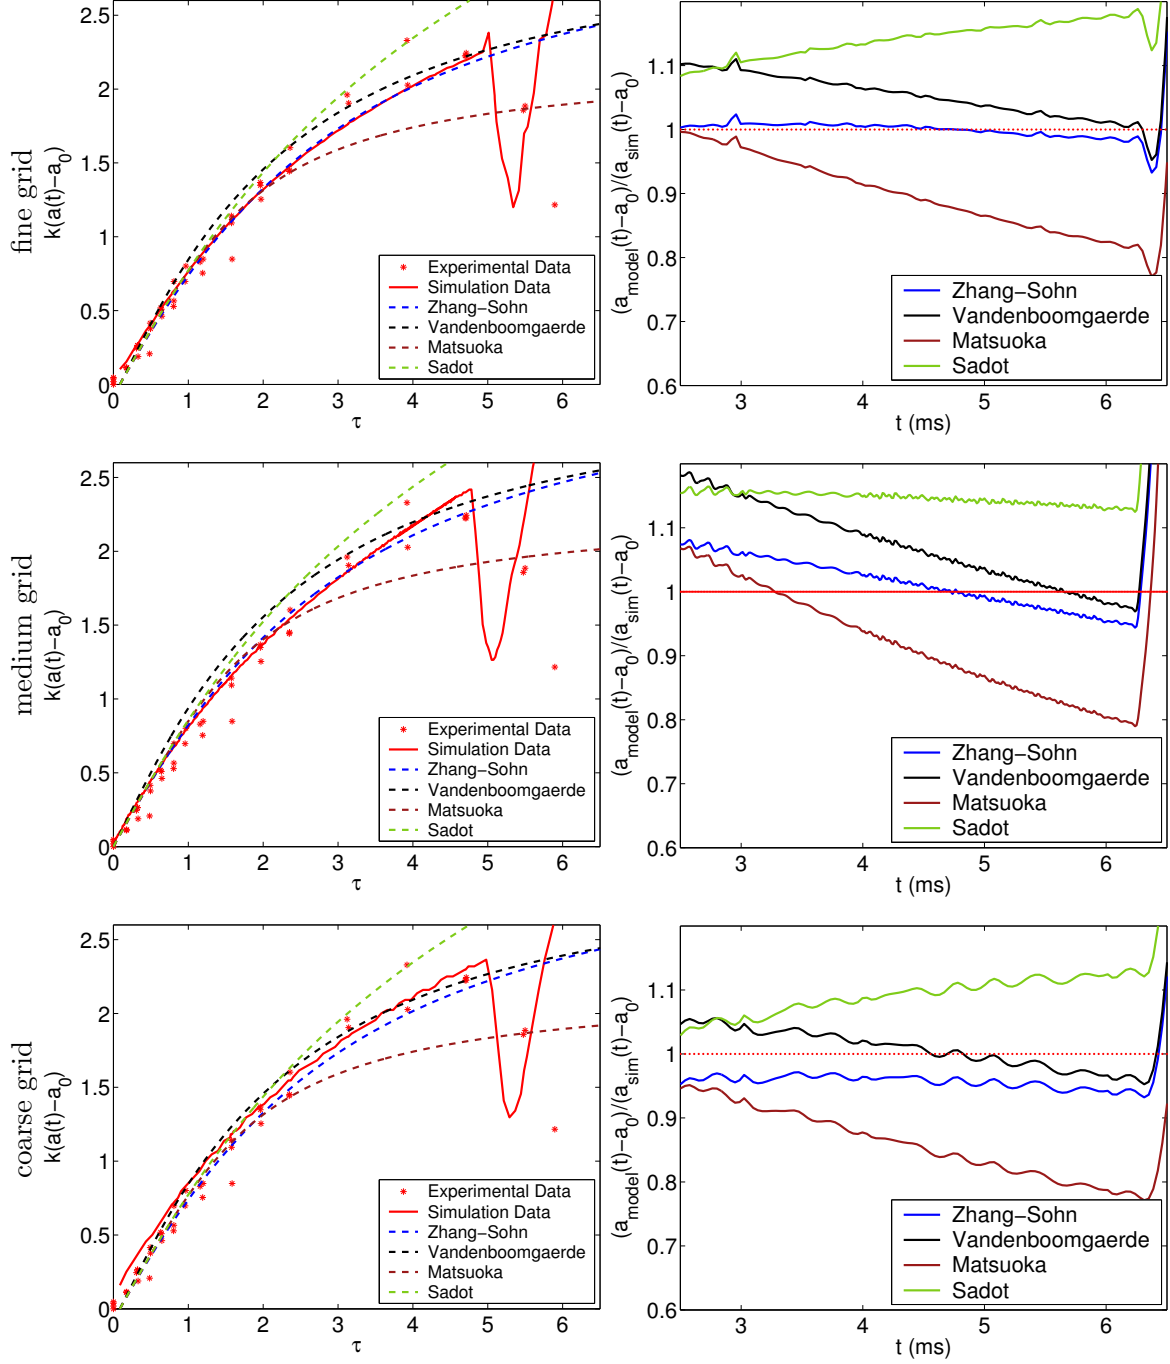 fine grid
k(a(t)−a0)
2.5
2
1.5
1
0.5
0
0 1 2 3 4 5 6
τ
Experimental Data
Simulation Data
Zhang−Sohn
Vandenboomgaerde
Matsuoka
Sadot
(a_model(t)−a0)/(a_sim(t)−a0)
1.1
1
0.9
0.8
0.7
0.6
3 4 5 6
t (ms)
Zhang−Sohn
Vandenboomgaerde
Matsuoka
Sadot
medium grid
k(a(t)−a0)
2.5
2
1.5
1
0.5
0
0 1 2 3 4 5 6
τ
Experimental Data
Simulation Data
Zhang−Sohn
Vandenboomgaerde
Matsuoka
Sadot
(a_model(t)−a0)/(a_sim(t)−a0)
1.1
1
0.9
0.8
0.7
0.6
3 4 5 6
t (ms)
Zhang−Sohn
Vandenboomgaerde
Matsuoka
Sadot
coarse grid
k(a(t)−a0)
2.5
2
1.5
1
0.5
0
0 1 2 3 4 5 6
τ
Experimental Data
Simulation Data
Zhang−Sohn
Vandenboomgaerde
Matsuoka
Sadot
(a_model(t)−a0)/(a_sim(t)−a0)
1.1
1
0.9
0.8
0.7
0.6
3 4 5 6
t (ms)
Zhang−Sohn
Vandenboomgaerde
Matsuoka
Sadot